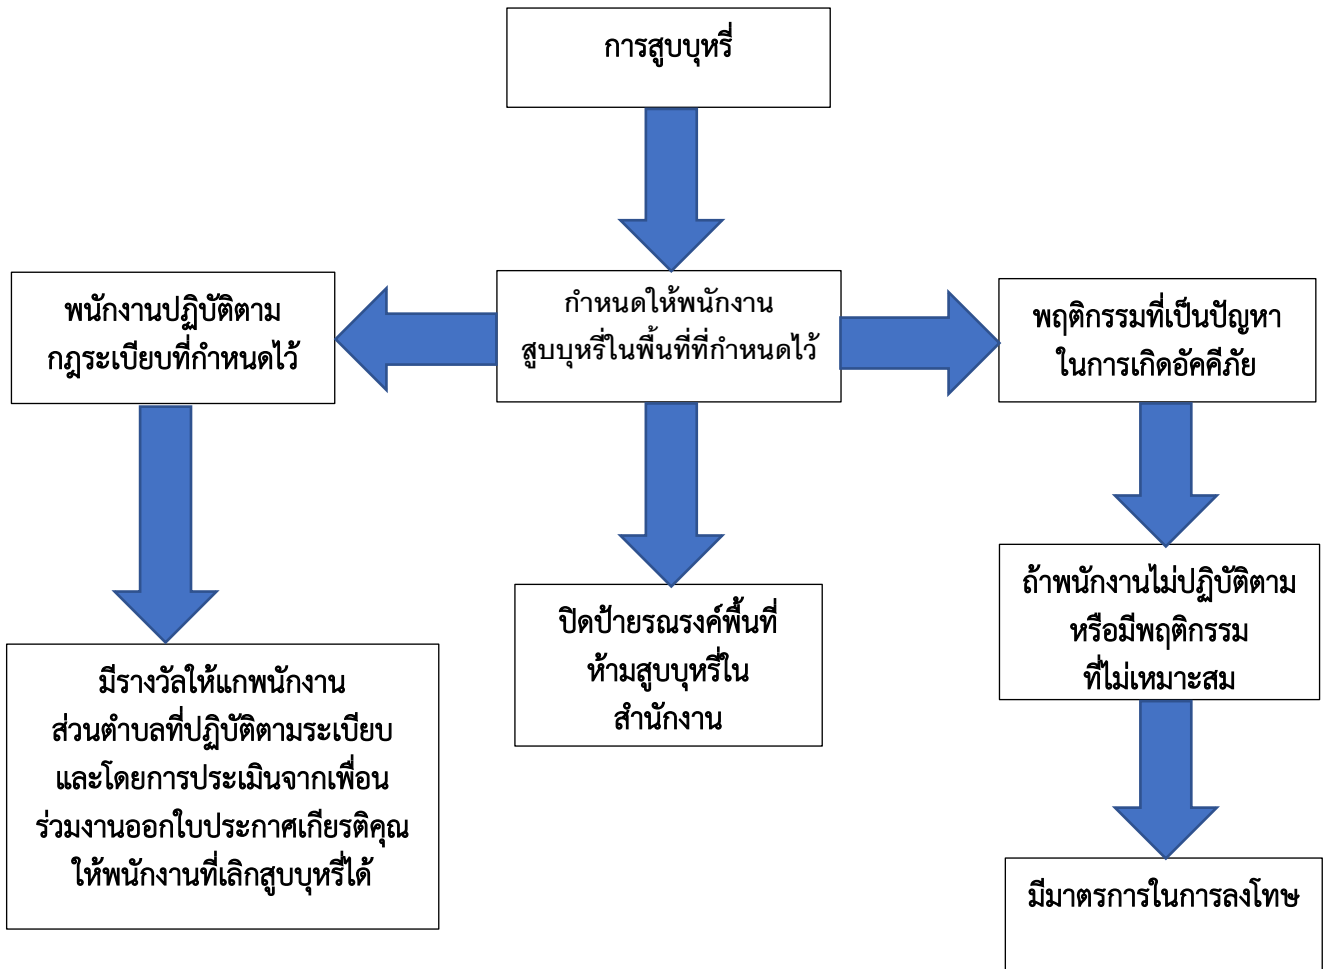 การสูบบุหรี่
กำหนดให้พนักงาน
สูบบุหรี่ในพื้นที่ที่กำหนดไว้
พนักงานปฏิบัติตาม
กฎระเบียบที่กำหนดไว้
พฤติกรรมที่เป็นปัญหา
ในการเกิดอัคคีภัย
มีรางวัลให้แกพนักงาน
ส่วนตำบลที่ปฏิบัติตามระเบียบ
และโดยการประเมินจากเพื่อน
ร่วมงานออกใบประกาศเกียรติคุณ
ให้พนักงานที่เลิกสูบบุหรี่ได้
ปิดป้ายรณรงค์พื้นที่
ห้ามสูบบุหรี่ใน
สำนักงาน
ถ้าพนักงานไม่ปฏิบัติตาม
หรือมีพฤติกรรม
ที่ไม่เหมาะสม
มีมาตรการในการลงโทษ